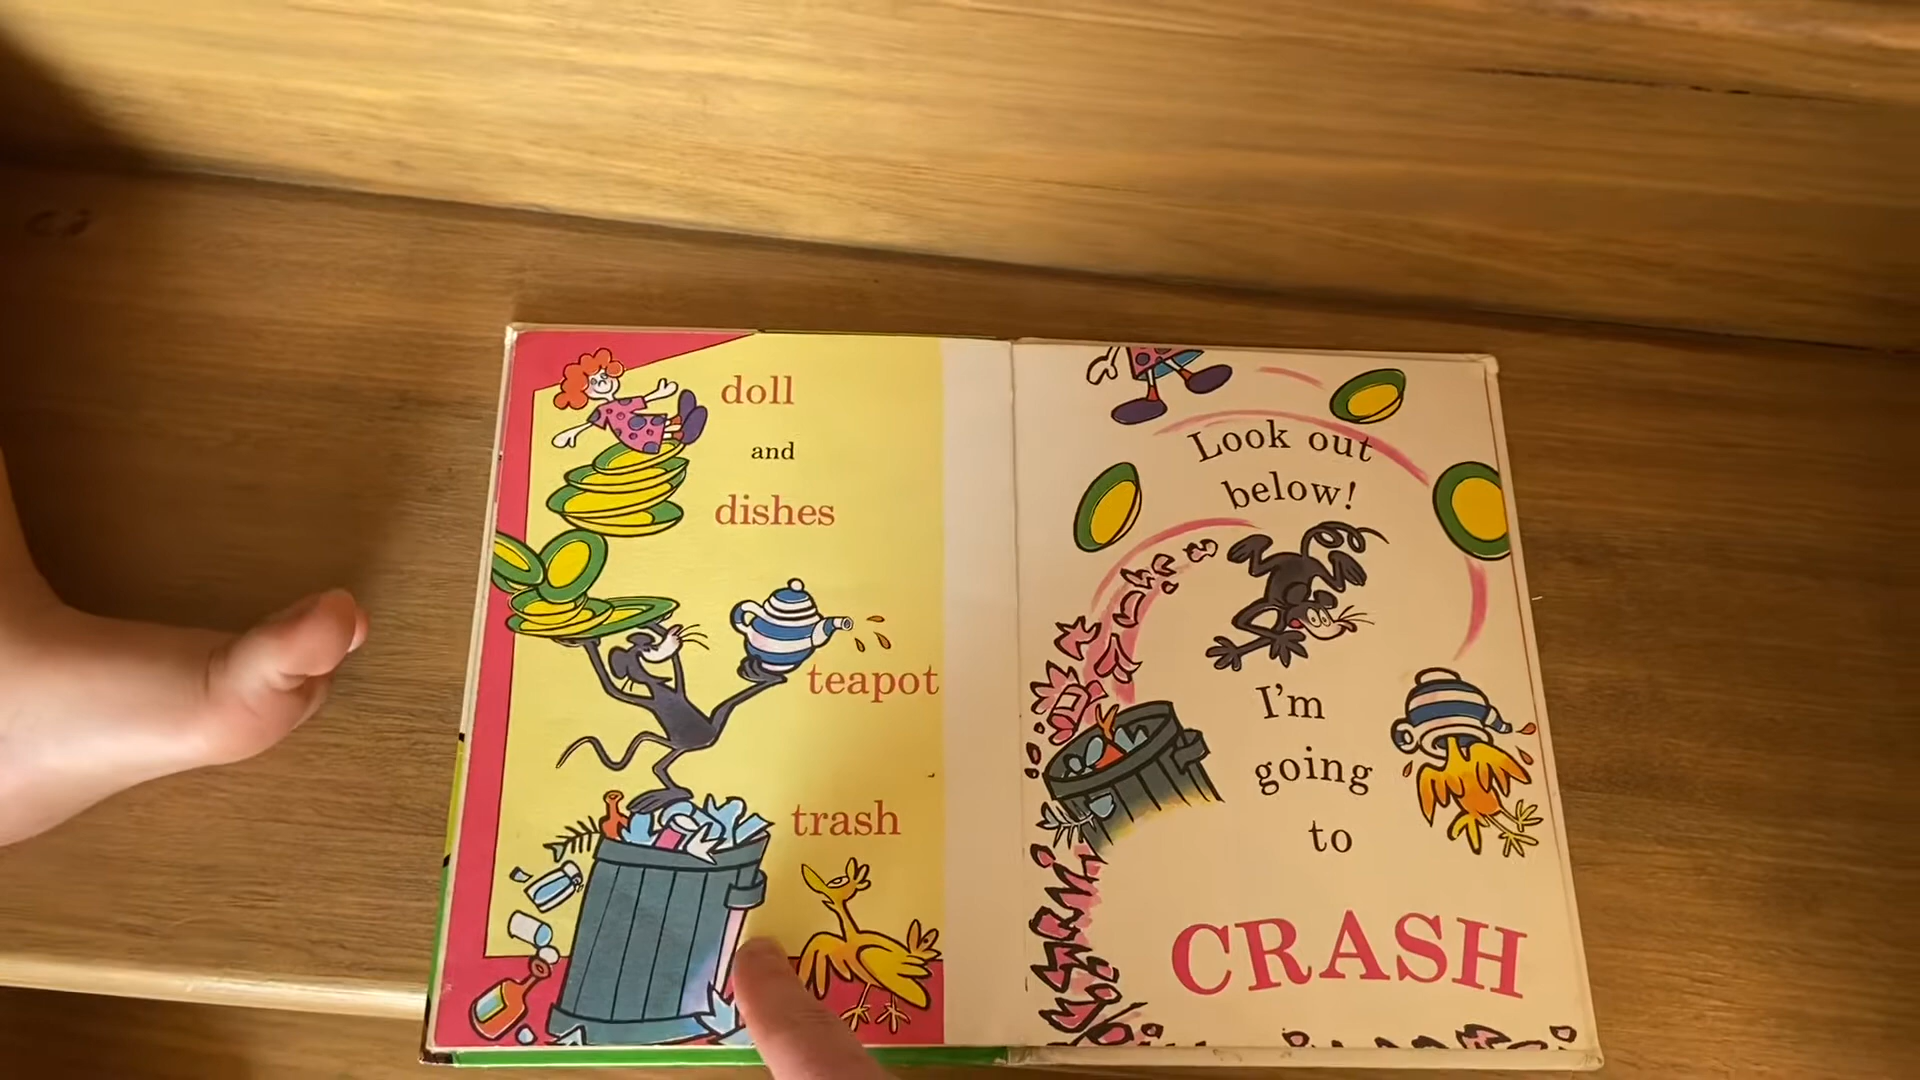 doll
and
dishes
teapot
trash
Look out
below!
I'm
going
to
CRASH